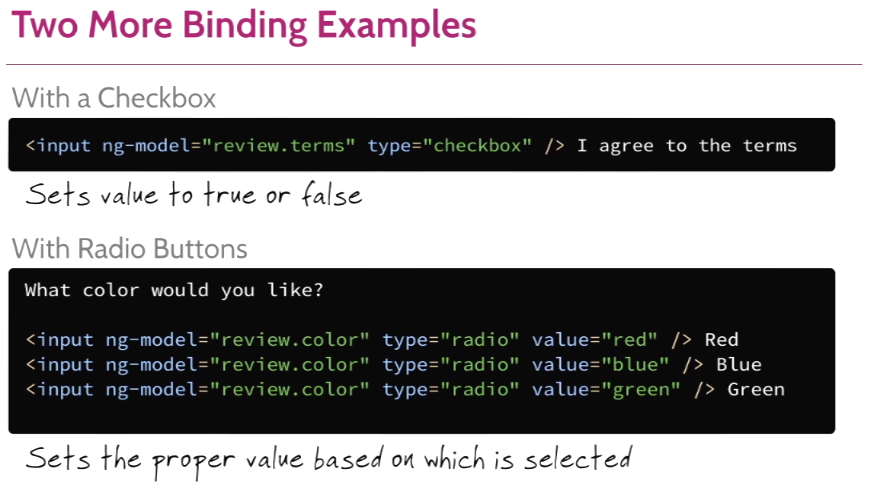 Two More Binding Examples
With a Checkbox
<input ng-model="review.terms" type="checkbox" /> I agree to the terms
Sets value to true or false
With Radio Buttons
What color would you like?
<input ng-model="review.color" type="radio" value="red" /> Red
<input ng-model="review.color" type="radio" value="blue" /> Blue
<input ng-model="review.color" type="radio" value="green" /> Green
Sets the proper value based on which is selected